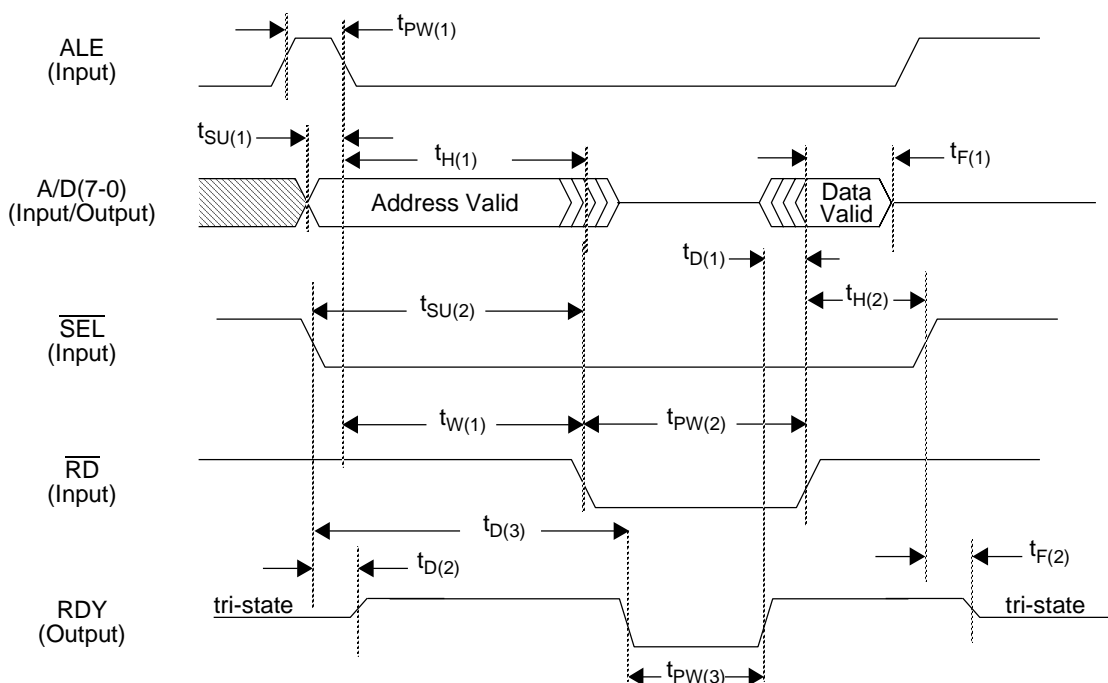 tPW(1)
ALE
(Input)
tSU(1)
tH(1)
tF(1)
A/D(7-0)
(Input/Output)
Address Valid
Data
Valid
tD(1)
tH(2)
tSU(2)
SEL
(Input)
tW(1)
tPW(2)
RD
(Input)
tD(3)
tD(2)
tF(2)
RDY
(Output)
tri-state
tri-state
tPW(3)